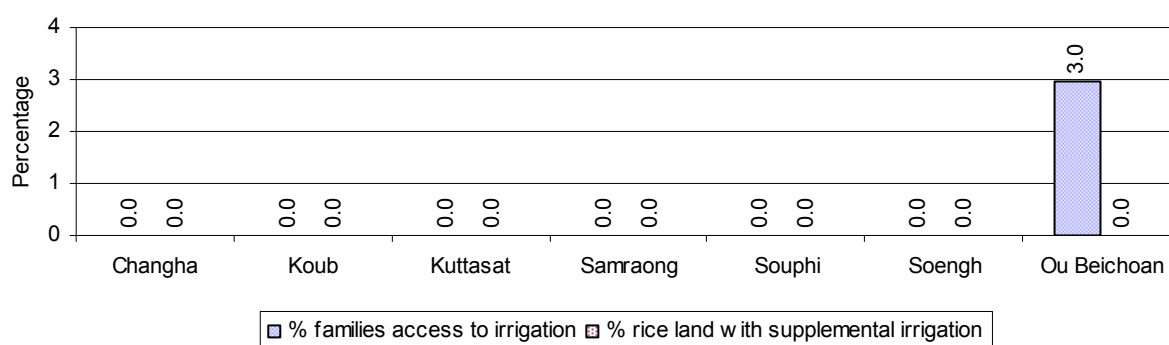 Percentage
4
3
2
1
0
0.0 0.0 0.0 0.0 0.0 0.0 0.0 0.0 0.0 0.0 0.0 0.0 3.0 0.0
Changha Koub Kuttasat Samraong Souphi Soengh Ou Beichoan
% families access to irrigation % rice land with supplemental irrigation